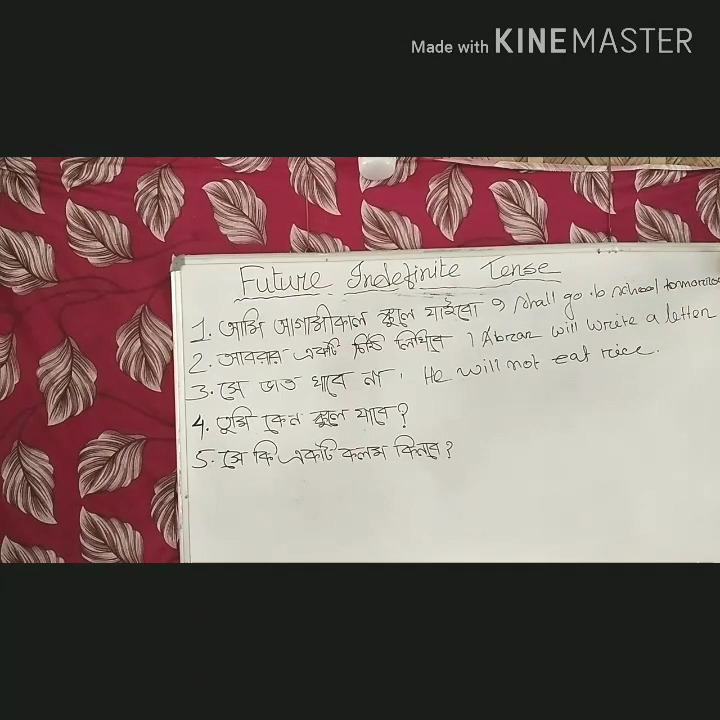 Made with KINEMASTER
Future Indefinite Tense
1. আমি আগামীকাল স্কুলে যাইবো I shall go to school tommorrow
2. আবরার একটি চিঠি লিখিবে । Abrar will write a letter
3. সে ভাত খাবে না । He will not eat rice.
4. তুমি কেন স্কুলে যাবে ?
5. সে কি একটি কলম কিনবে ?